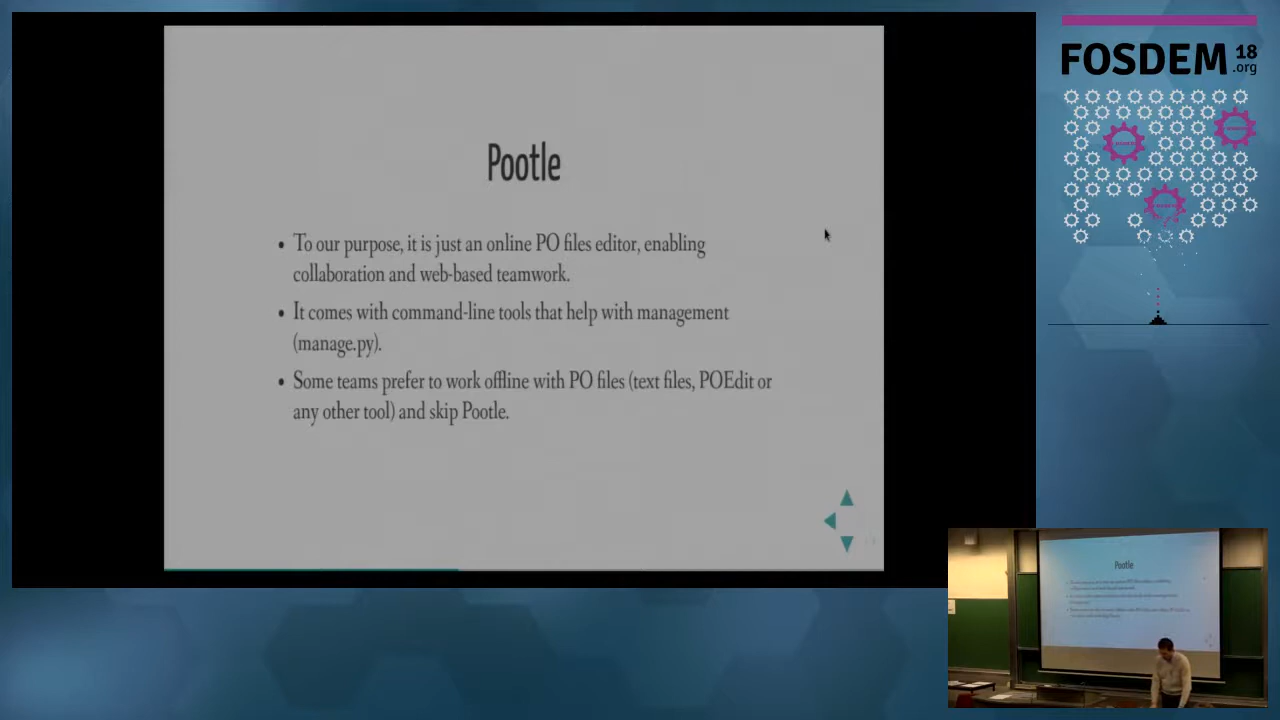 Pootle
• To our purpose, it is just an online PO files editor, enabling
collaboration and web-based teamwork.
• It comes with command-line tools that help with management
(manage.py).
• Some teams prefer to work offline with PO files (text files, POEdit or
any other tool) and skip Pootle.
FOSDEM 18
.org
Pootle